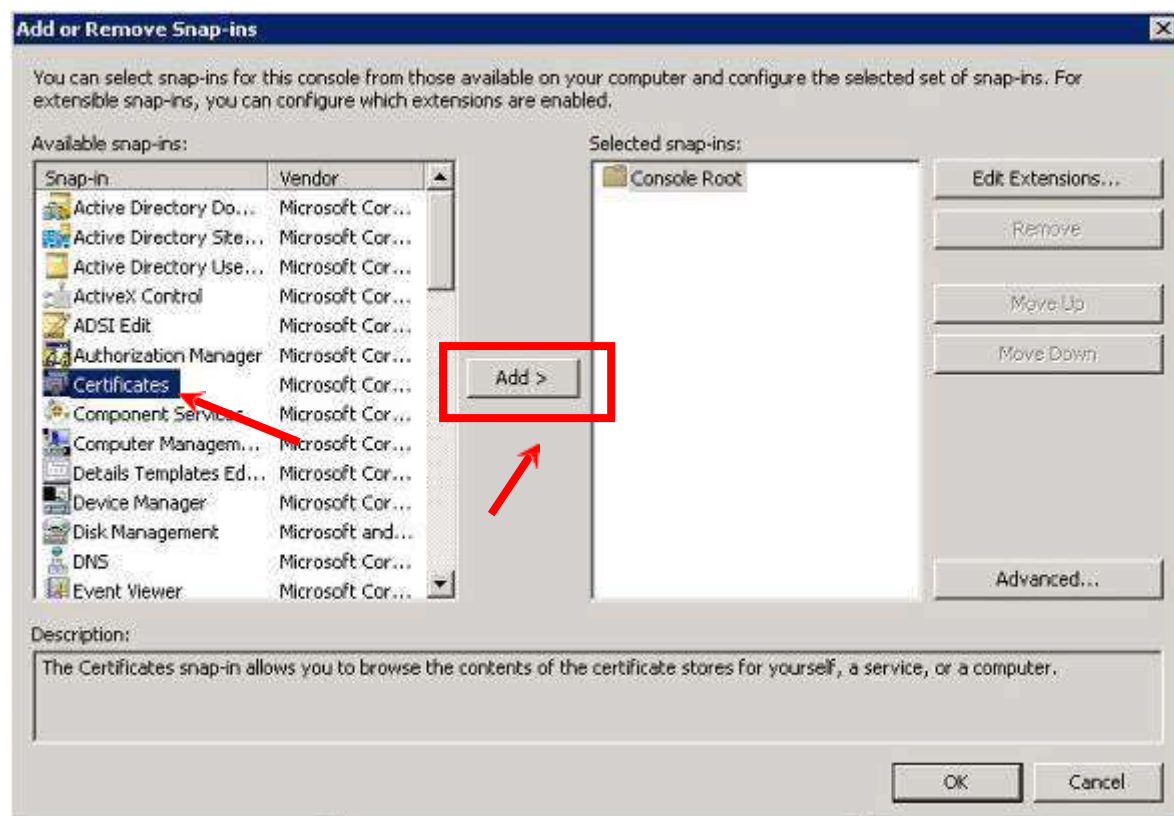 Add or Remove Snap-ins
You can select snap-ins for this console from those available on your computer and configure the selected set of snap-ins. For
extensible snap-ins, you can configure which extensions are enabled.
Available snap-ins:
Selected snap-ins:
Snap-in Vendor
Active Directory Do... Microsoft Cor...
Active Directory Site... Microsoft Cor...
Active Directory Use... Microsoft Cor...
ActiveX Control Microsoft Cor...
ADSI Edit Microsoft Cor...
Authorization Manager Microsoft Cor...
Certificates Microsoft Cor...
Component Services Microsoft Cor...
Computer Managem... Microsoft Cor...
Details Templates Ed... Microsoft Cor...
Device Manager Microsoft Cor...
Disk Management Microsoft and...
DNS Microsoft Cor...
Event Viewer Microsoft Cor...
Add >
Console Root
Edit Extensions...
Remove
Move Up
Move Down
Advanced...
Description:
The Certificates snap-in allows you to browse the contents of the certificate stores for yourself, a service, or a computer.
OK Cancel